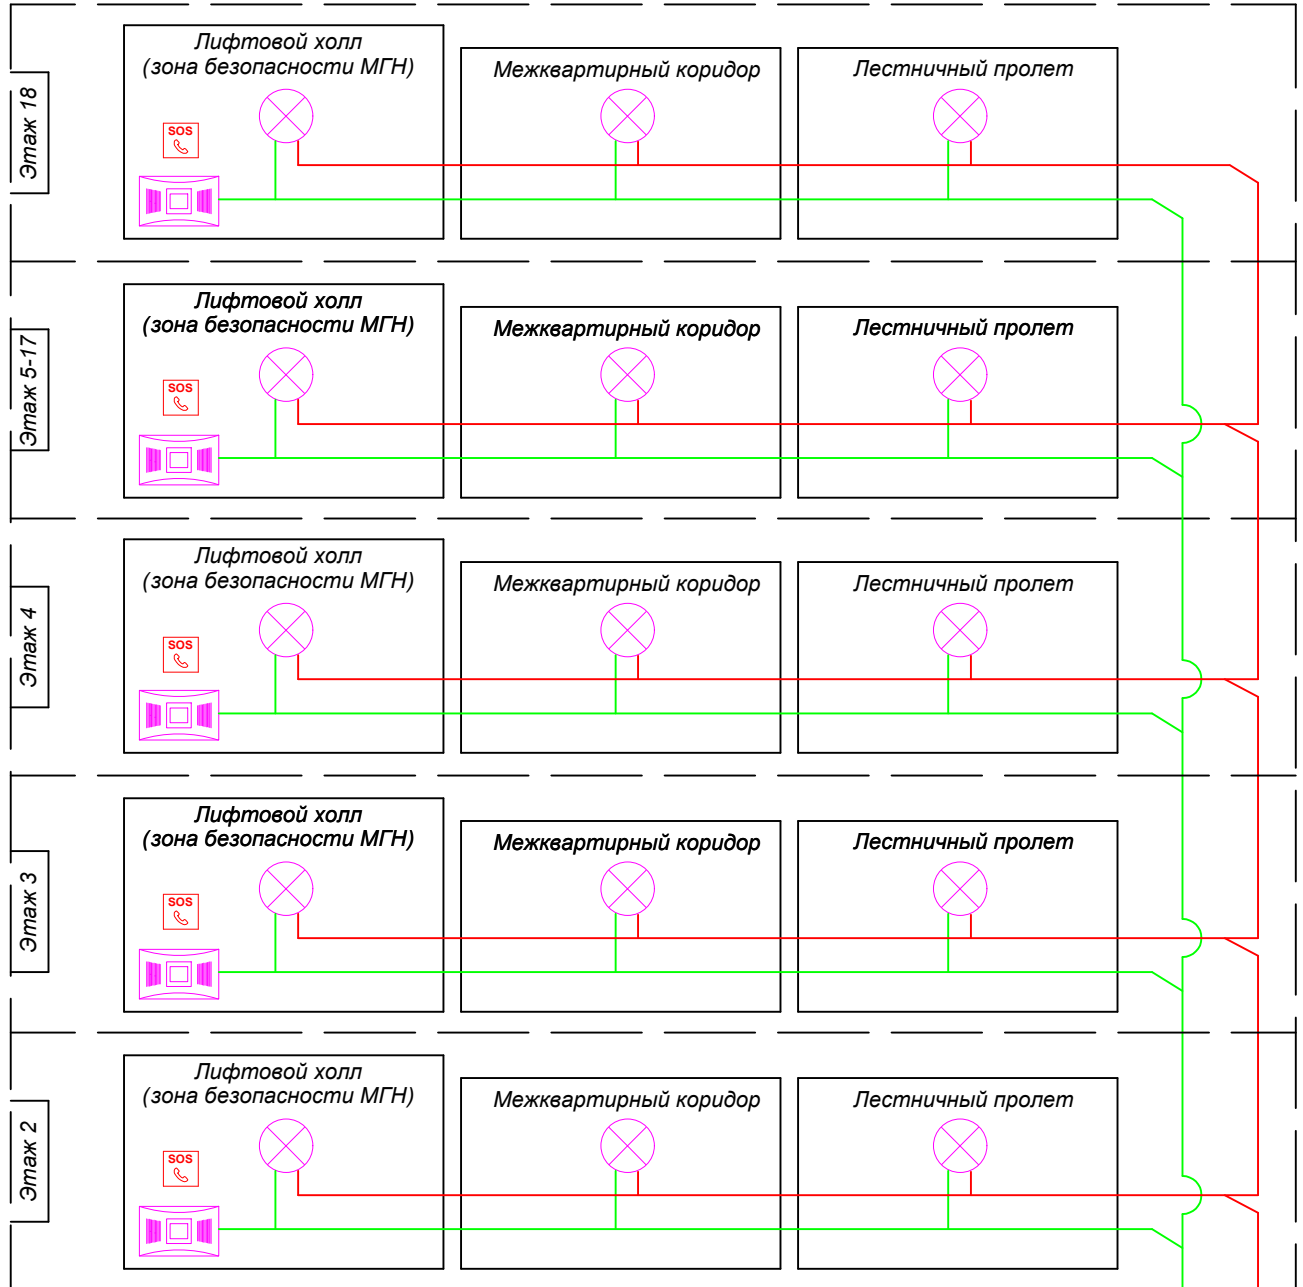 Этаж 18
Лифтовой холл
(зона безопасности МГН)
Межквартирный коридор
Лестничный пролет
SOS
Этаж 5-17
Лифтовой холл
(зона безопасности МГН)
Межквартирный коридор
Лестничный пролет
SOS
Этаж 4
Лифтовой холл
(зона безопасности МГН)
Межквартирный коридор
Лестничный пролет
SOS
Этаж 3
Лифтовой холл
(зона безопасности МГН)
Межквартирный коридор
Лестничный пролет
SOS
Этаж 2
Лифтовой холл
(зона безопасности МГН)
Межквартирный коридор
Лестничный пролет
SOS